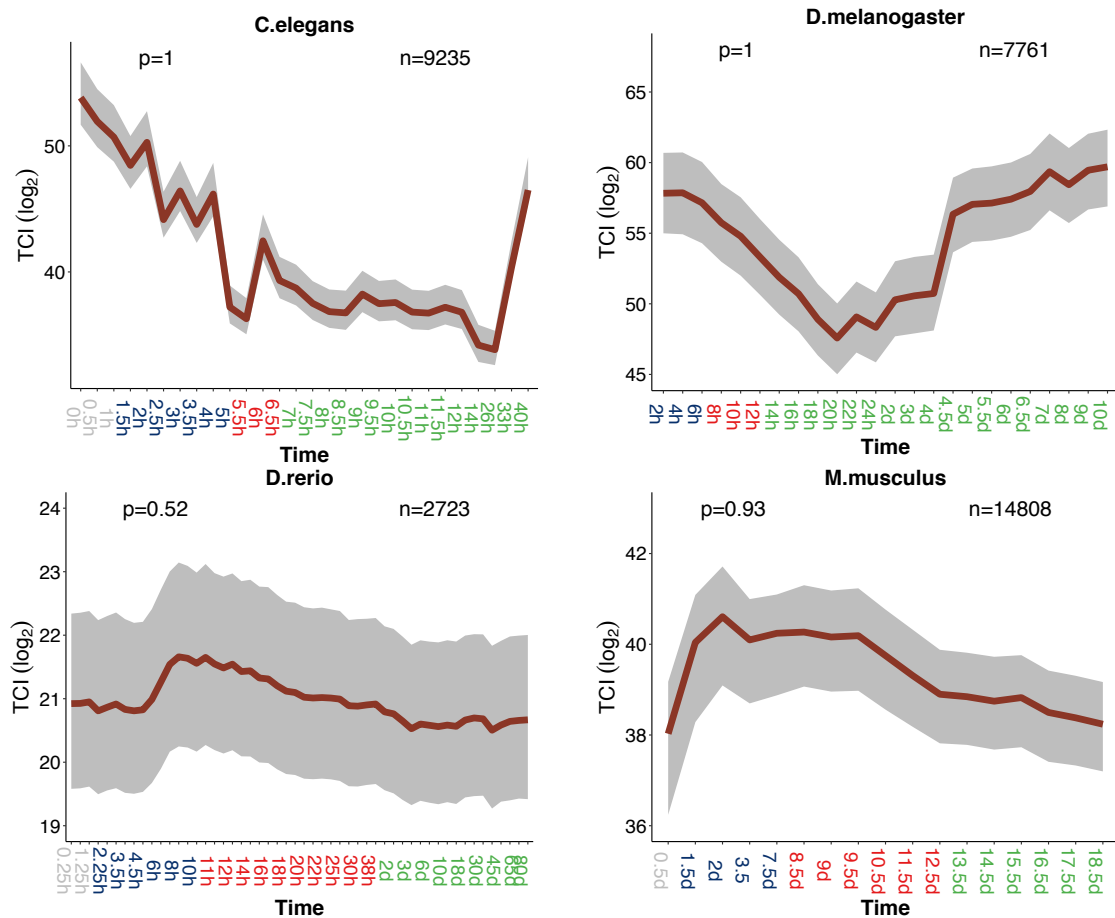 C.elegans
p=1 n=9235
TCI (log2)
50
40
0h 0.5h 1h 1.5h 2h 2.5h 3h 3.5h 4h 5h 5.5h 6h 6.5h 7h 7.5h 8h 8.5h 9h 9.5h 10h 10.5h 11h 11.5h 12h 14h 26h 33h 40h
Time
D.melanogaster
p=1 n=7761
TCI (log2)
65
60
55
50
45
2h 4h 6h 8h 10h 12h 14h 16h 18h 20h 22h 24h 2d 3d 4d 4.5d 5d 5.5d 6d 6.5d 7d 8d 9d 10d
Time
D.rerio
p=0.52 n=2723
TCI (log2)
24
23
22
21
20
19
0.25h 1.25h 2.25h 3.5h 4.5h 6h 8h 10h 11h 12h 14h 16h 18h 20h 22h 25h 30h 38h 2d 6d 10d 18d 30d 45d 80d
Time
M.musculus
p=0.93 n=14808
TCI (log2)
42
40
38
36
0.5d 1.5d 2d 3.5 7.5d 8.5d 9d 9.5d 10.5d 11.5d 12.5d 13.5d 14.5d 15.5d 16.5d 17.5d 18.5d
Time